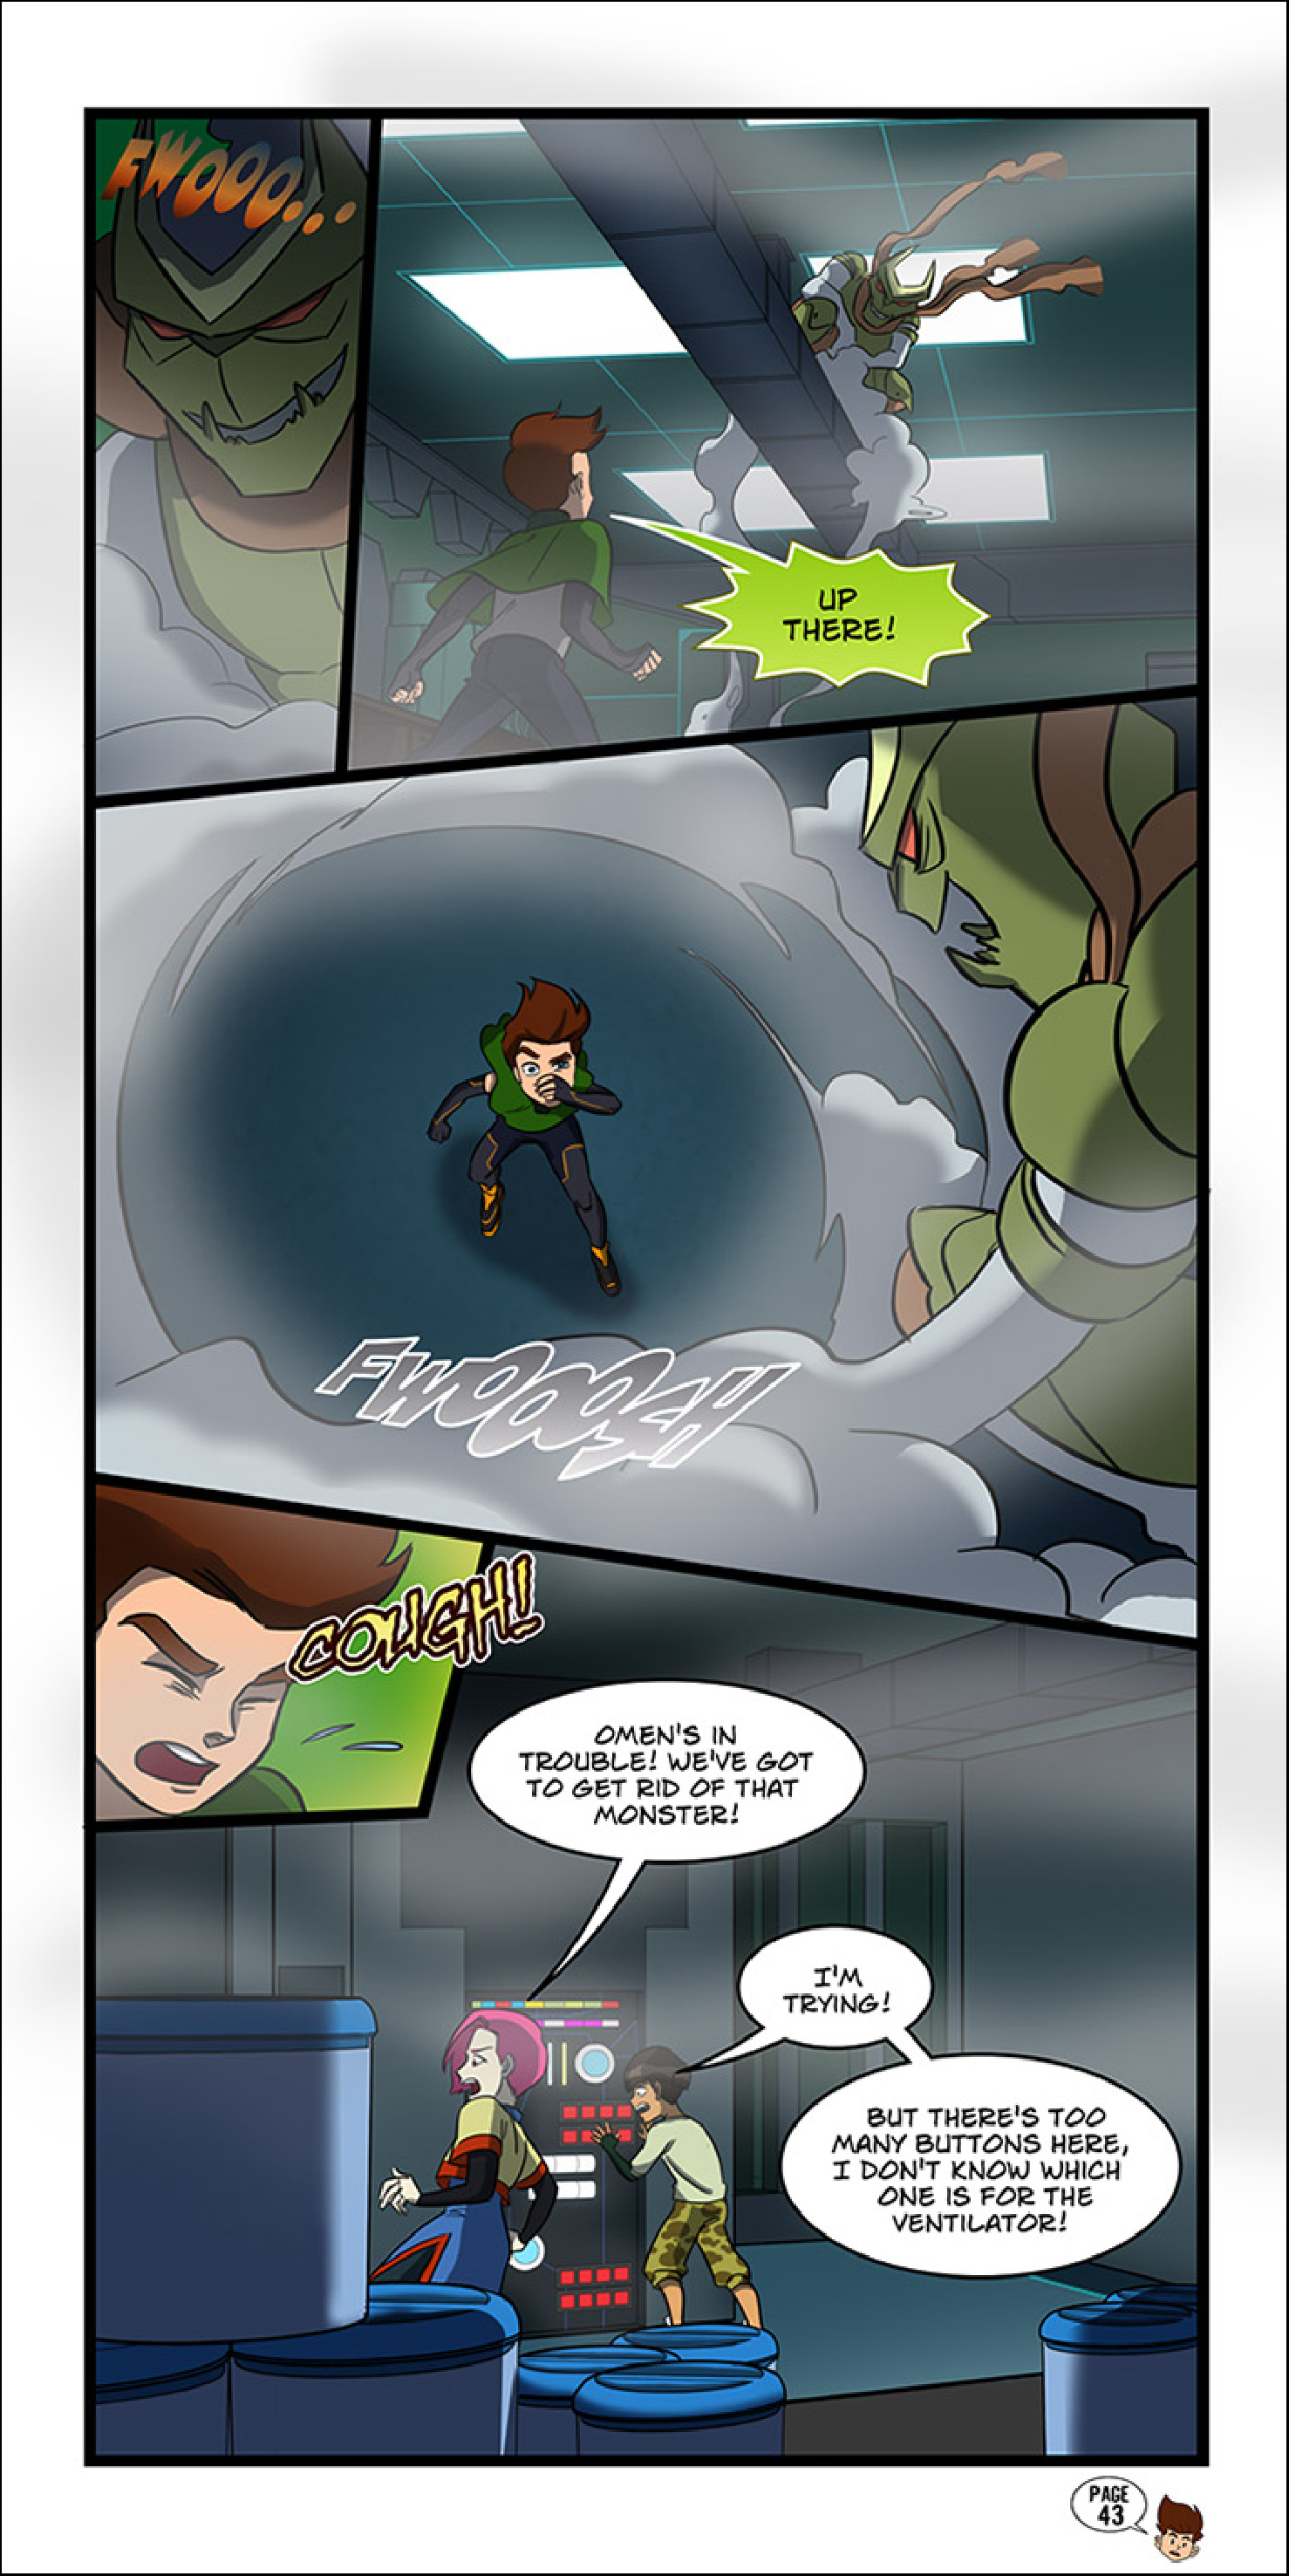 FWOOO...
UP
THERE!
FWOOOSH
COUGH!
OMEN'S IN
TROUBLE! WE'VE GOT
TO GET RID OF THAT
MONSTER!
I'M
TRYING!
BUT THERE'S TOO
MANY BUTTONS HERE,
I DON'T KNOW WHICH
ONE IS FOR THE
VENTILATOR!
PAGE
43